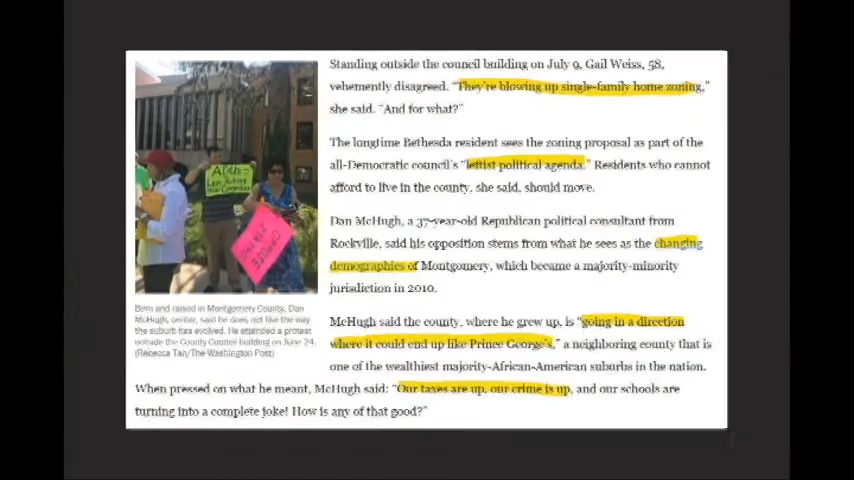 Standing outside the council building on July 9, Gail Weiss, 58,
vehemently disagreed. "They're blowing up single-family home zoning,"
she said. "And for what?"
The longtime Bethesda resident sees the zoning proposal as part of the
all-Democratic council's "leftist political agenda." Residents who cannot
afford to live in the county, she said, should move.
Dan McHugh, a 37-year-old Republican political consultant from
Rockville, said his opposition stems from what he sees as the changing
demographics of Montgomery, which became a majority-minority
jurisdiction in 2010.
McHugh said the county, where he grew up, is "going in a direction
where it could end up like Prince George's," a neighboring county that is
one of the wealthiest majority-African-American suburbs in the nation.
When pressed on what he meant, McHugh said: "Our taxes are up, our crime is up, and our schools are
turning into a complete joke! How is any of that good?"
Born and raised in Montgomery County, Dan
McHugh, center, said he does not like the way
the suburb has evolved. He attended a protest
outside the County Council building on June 24.
(Rebecca Tan/The Washington Post)